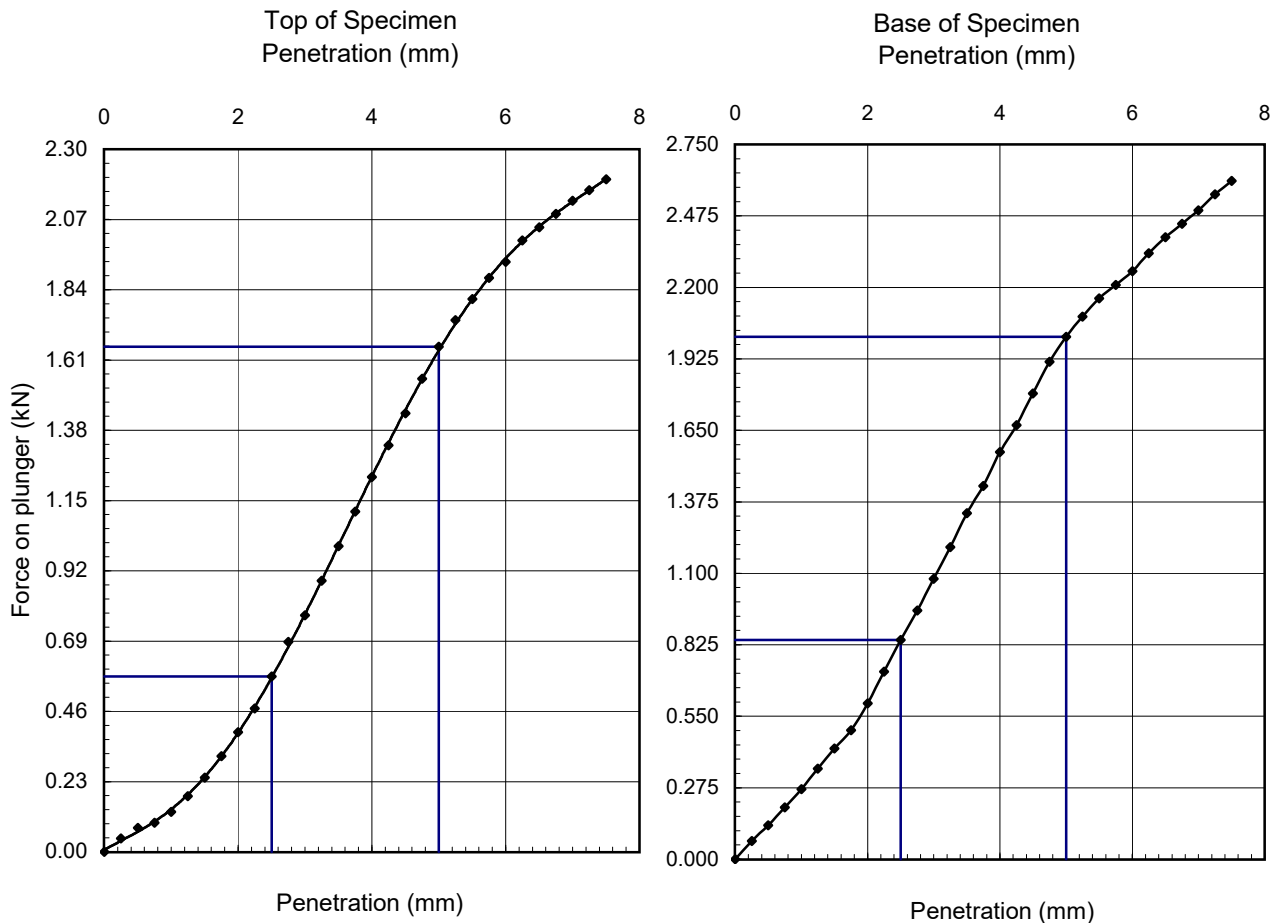 Top of Specimen
Penetration (mm)
0 2 4 6 8
2.30
2.07
1.84
1.61
1.38
1.15
0.92
0.69
0.46
0.23
0.00
Force on plunger (kN)
Penetration (mm)
Base of Specimen
Penetration (mm)
0 2 4 6 8
2.750
2.475
2.200
1.925
1.650
1.375
1.100
0.825
0.550
0.275
0.000
Penetration (mm)